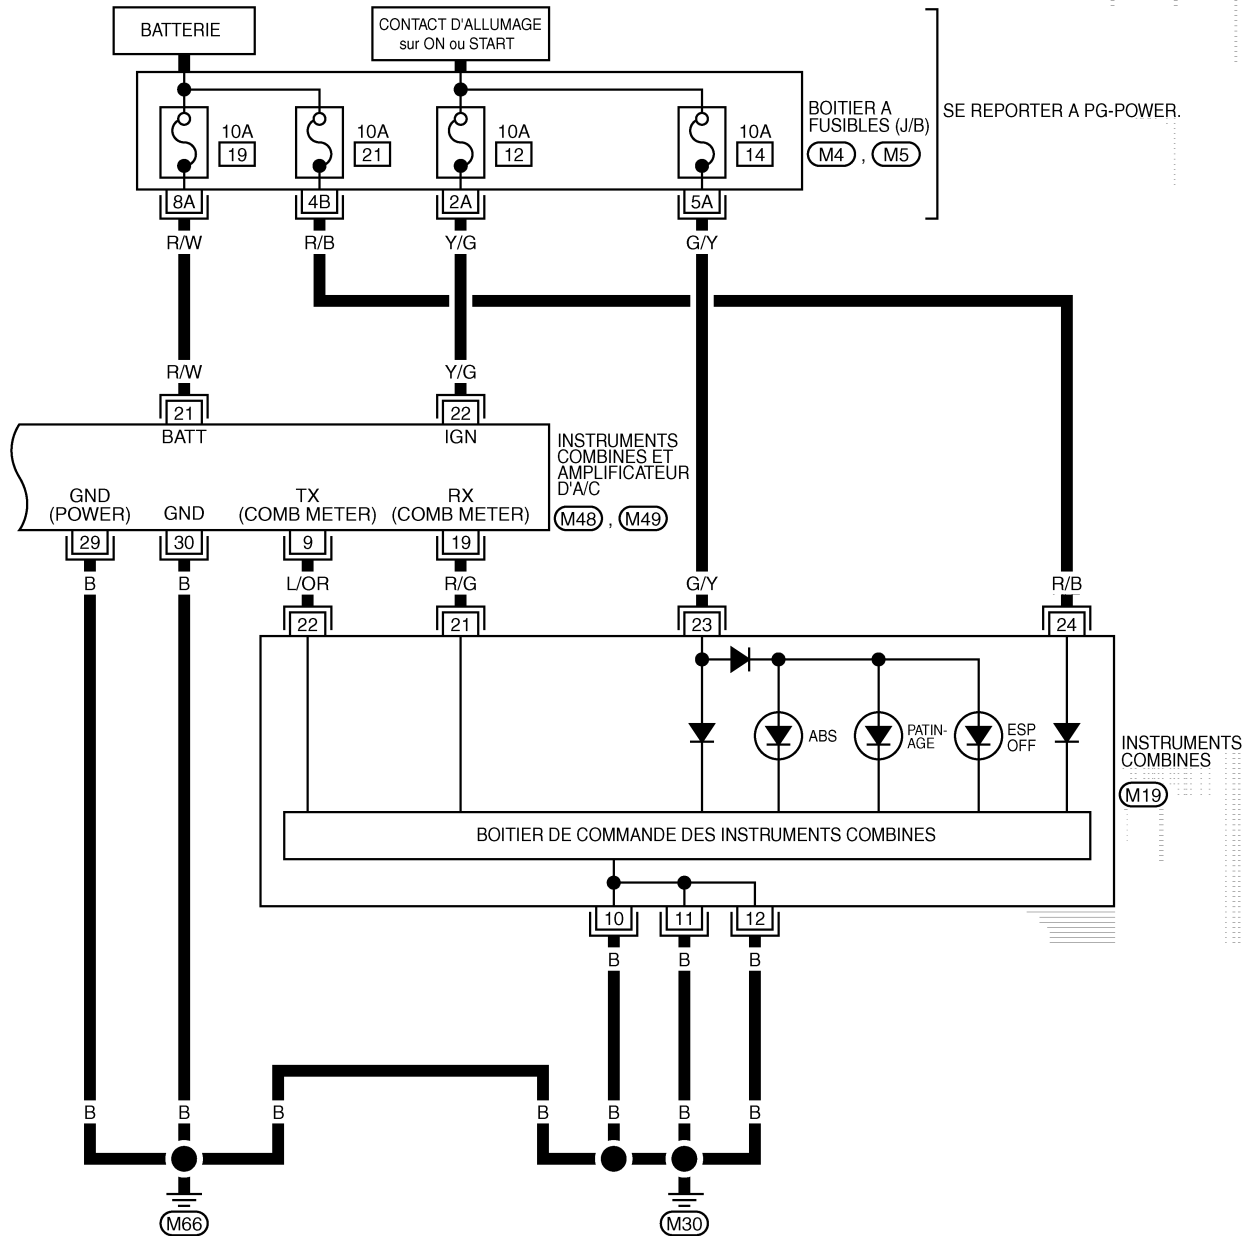 BATTERIE
CONTACT D'ALLUMAGE
sur ON ou START
BOITIER A
FUSIBLES (J/B)
M4 , M5
SE REPORTER A PG-POWER.
10A
19
10A
21
10A
12
10A
14
8A
4B
2A
5A
R/W
R/B
Y/G
G/Y
R/W
Y/G
21
22
BATT
IGN
INSTRUMENTS
COMBINES ET
AMPLIFICATEUR
D'A/C
M48 , M49
GND
(POWER)
GND
TX
(COMB METER)
RX
(COMB METER)
29
30
9
19
B
B
L/OR
R/G
G/Y
R/B
22
21
23
24
ABS
PATIN-
AGE
ESP
OFF
INSTRUMENTS
COMBINES
M19
BOITIER DE COMMANDE DES INSTRUMENTS COMBINES
10
11
12
B
B
B
B
B
B
B
B
B
B
M66
M30